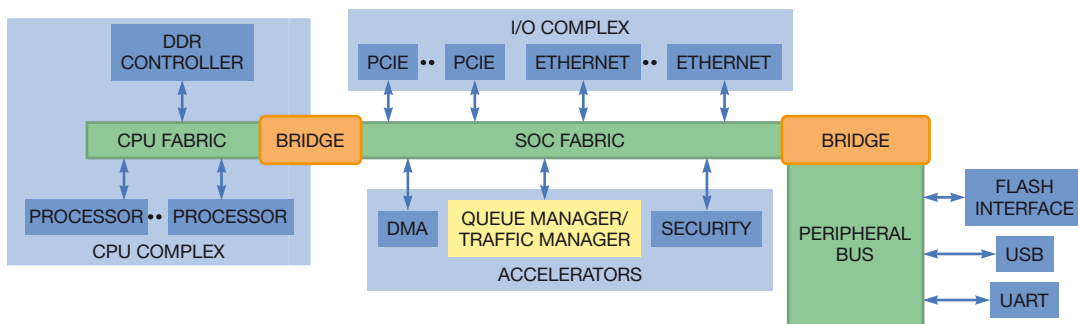 DDR
CONTROLLER
CPU FABRIC
PROCESSOR •• PROCESSOR
CPU COMPLEX
BRIDGE
I/O COMPLEX
PCIE •• PCIE
ETHERNET •• ETHERNET
SOC FABRIC
DMA
QUEUE MANAGER/
TRAFFIC MANAGER
SECURITY
ACCELERATORS
BRIDGE
PERIPHERAL
BUS
FLASH
INTERFACE
USB
UART